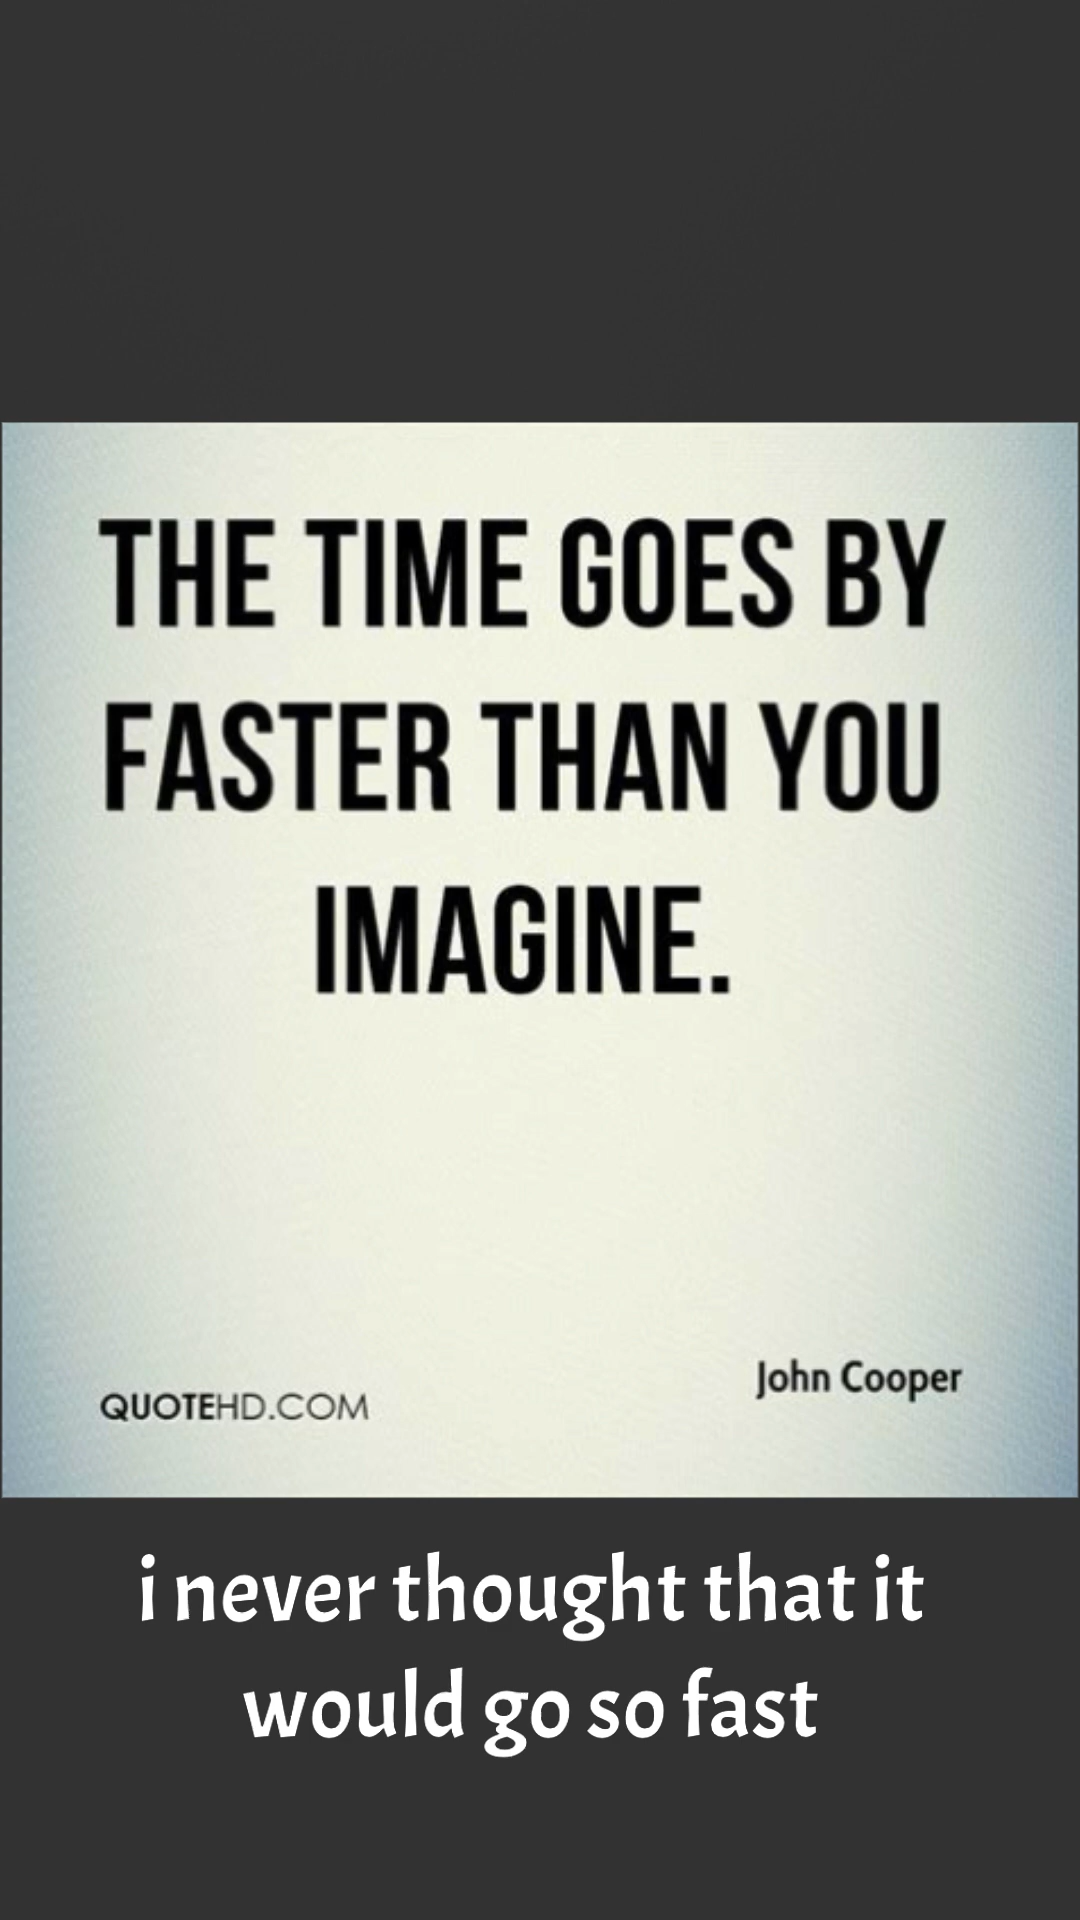 THE TIME GOES BY
FASTER THAN YOU
IMAGINE.
John Cooper
QUOTEHD.COM
i never thought that it
would go so fast